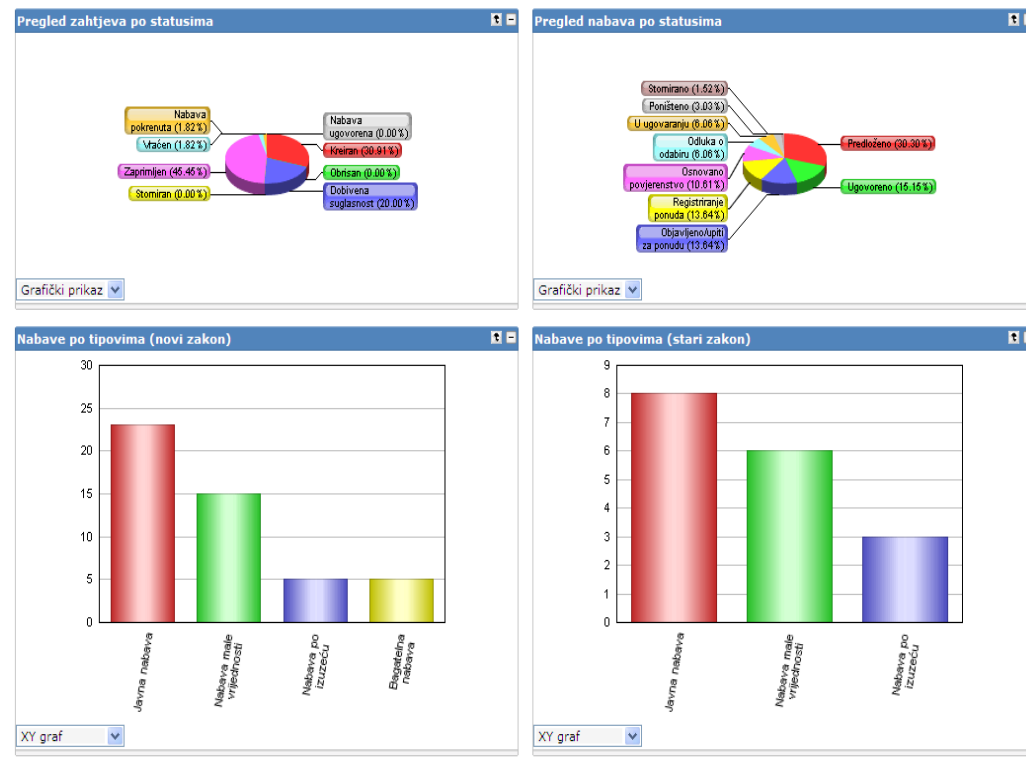 Pregled zahtjeva po statusima
Nabava
pokrenuta (1.82%)
Vraćen (1.82%)
Zaprimljen (45.45%)
Storniran (0.00%)
Nabava
ugovorena (0.00%)
Kreiran (30.91%)
Obrisan (0.00%)
Dobivena
suglasnost (20.00%)
Grafički prikaz
Pregled nabava po statusima
Stornirano (1.52%)
Poništeno (3.03%)
U ugovaranju (6.06%)
Odluka o
odabiru (6.06%)
Osnovano
povjerenstvo (10.61%)
Registriranje
ponuda (13.64%)
Objavljeno/upiti
za ponudu (13.64%)
Predloženo (30.30%)
Ugovoreno (15.15%)
Grafički prikaz
Nabave po tipovima (novi zakon)
30
25
20
15
10
5
0
Javna nabava
Nabava male
vrijednosti
Nabava po
izuzeću
Bagatelna
nabava
XY graf
Nabave po tipovima (stari zakon)
9
8
7
6
5
4
3
2
1
0
Javna nabava
Nabava male
vrijednosti
Nabava po
izuzeću
XY graf